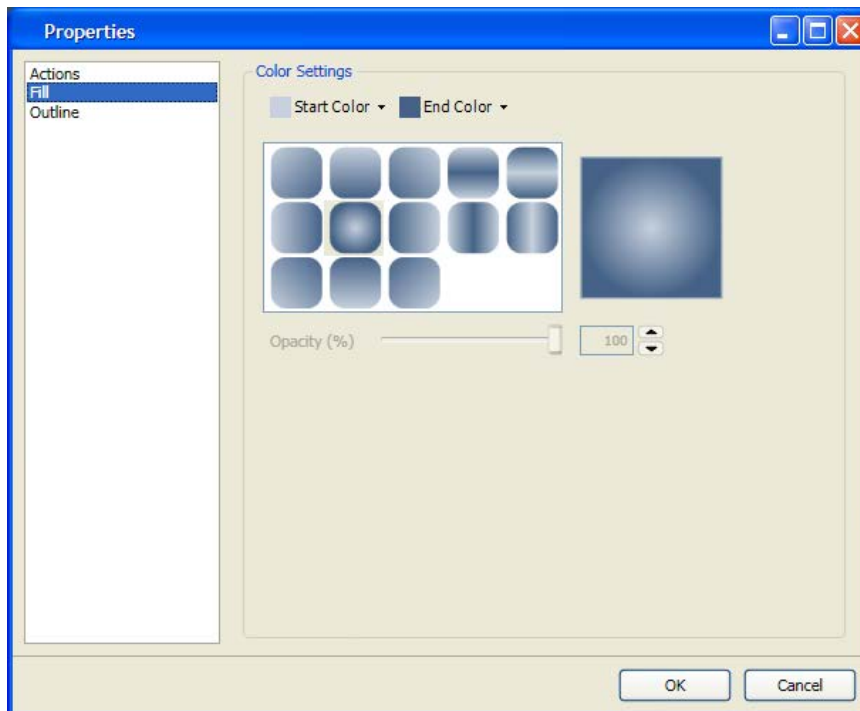 Properties
Actions
Fill
Outline
Color Settings
Start Color
End Color
Opacity (%)
100
OK
Cancel